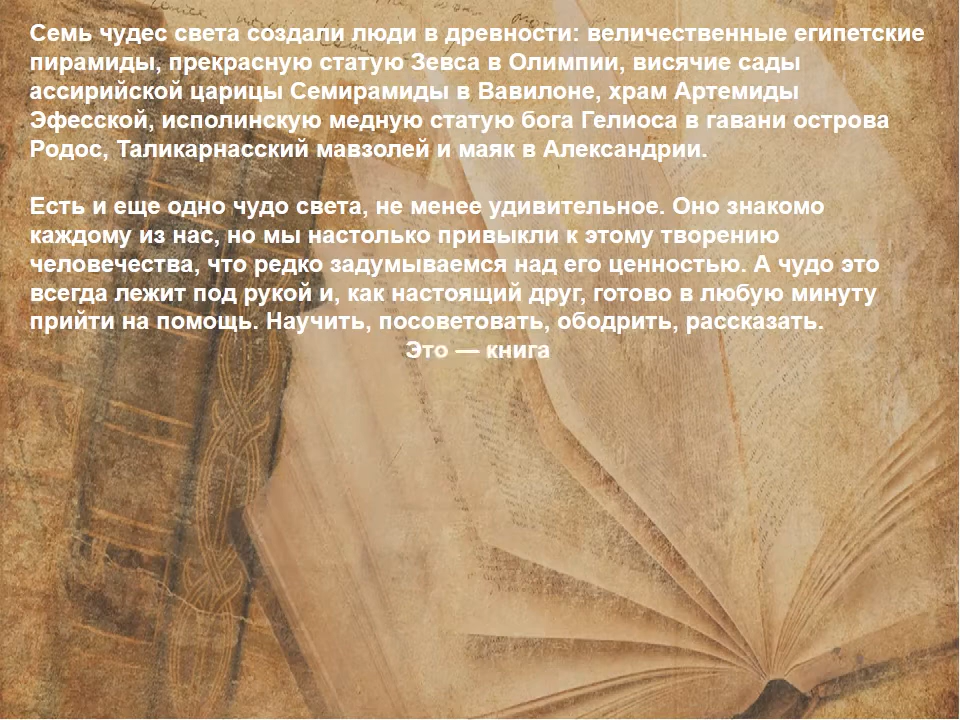 Семь чудес света создали люди в древности: величественные египетские
пирамиды, прекрасную статую Зевса в Олимпии, висячие сады
ассирийской царицы Семирамиды в Вавилоне, храм Артемиды
Эфесской, исполинскую медную статую бога Гелиоса в гавани острова
Родос, Таликарнасский мавзолей и маяк в Александрии.
Есть и еще одно чудо света, не менее удивительное. Оно знакомо
каждому из нас, но мы настолько привыкли к этому творению
человечества, что редко задумываемся над его ценностью. А чудо это
всегда лежит под рукой и, как настоящий друг, готово в любую минуту
прийти на помощь. Научить, посоветовать, ободрить, рассказать.
Это — книга